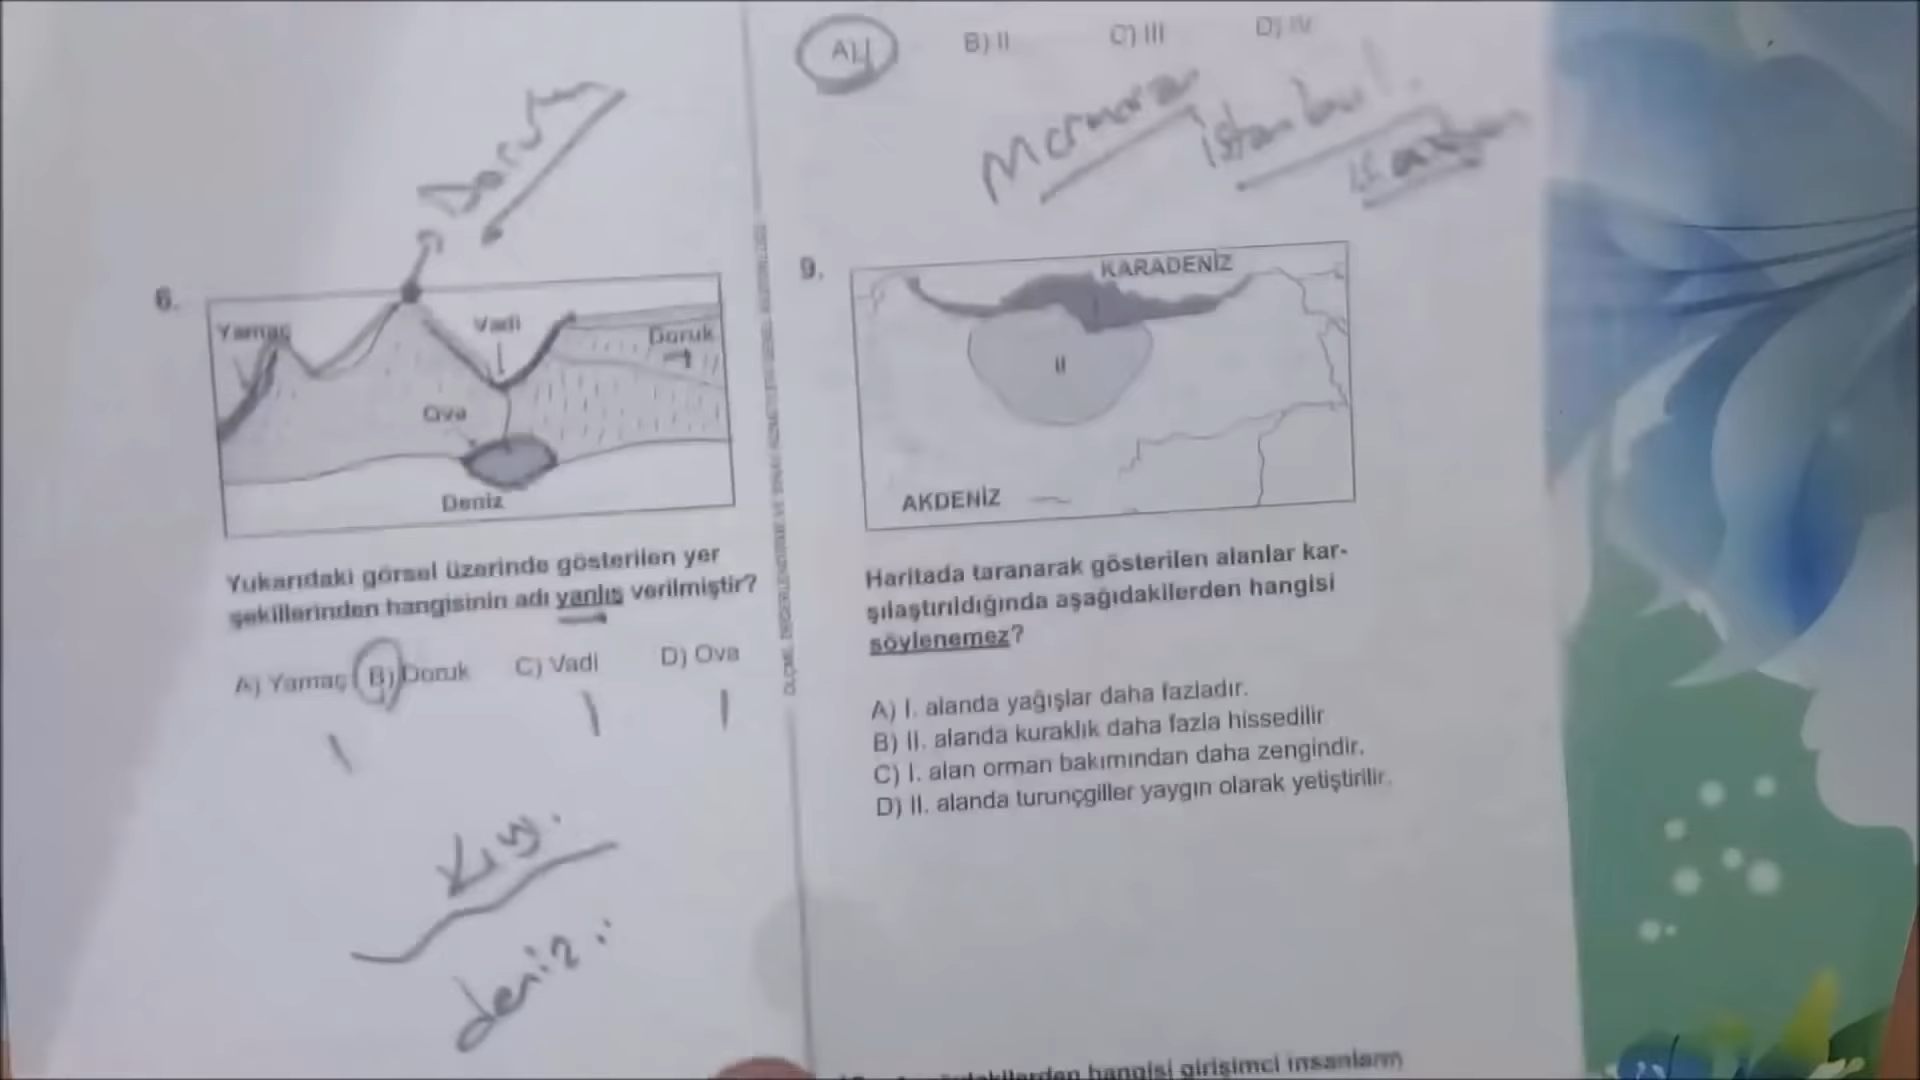 Doruk
6.
Yamaç
Vadi
Doruk
Ova
Deniz
Yukarıdaki görsel üzerinde gösterilen yer
şekillerinden hangisinin adı yanlış verilmiştir?
A) Yamaç B) Doruk C) Vadi D) Ova
deniz
A) I B) II C) III D) IV
Marmara
istanbul
9.
KARADENİZ
I
II
AKDENİZ
Haritada taranarak gösterilen alanlar kar-
şılaştırıldığında aşağıdakilerden hangisi
söylenemez?
A) I. alanda yağışlar daha fazladır.
B) II. alanda kuraklık daha fazla hissedilir
C) I. alan orman bakımından daha zengindir.
D) II. alanda turunçgiller yaygın olarak yetiştirilir.
hangisi girişimci insanların